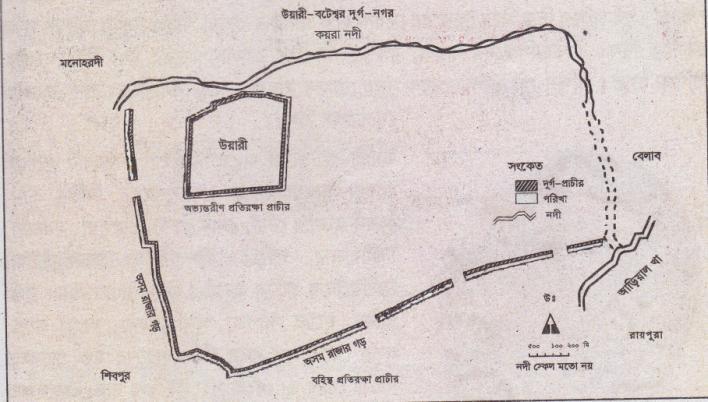 উয়ারী-বটেশ্বর দুর্গ-নগর
কয়রা নদী
মনোহরদী
উয়ারী
বেলাব
সংকেত
দুর্গ-প্রাচীর
পরিখা
নদী
অভ্যন্তরীণ প্রতিরক্ষা প্রাচীর
অসম রাজার গড়
আড়িয়াল খা
উঃ
রায়পুরা
৫০০ ১০০ ২০০ মি
নদী স্কেল মতো নয়
অসম রাজার গড়
শিবপুর
বহিস্থ প্রতিরক্ষা প্রাচীর